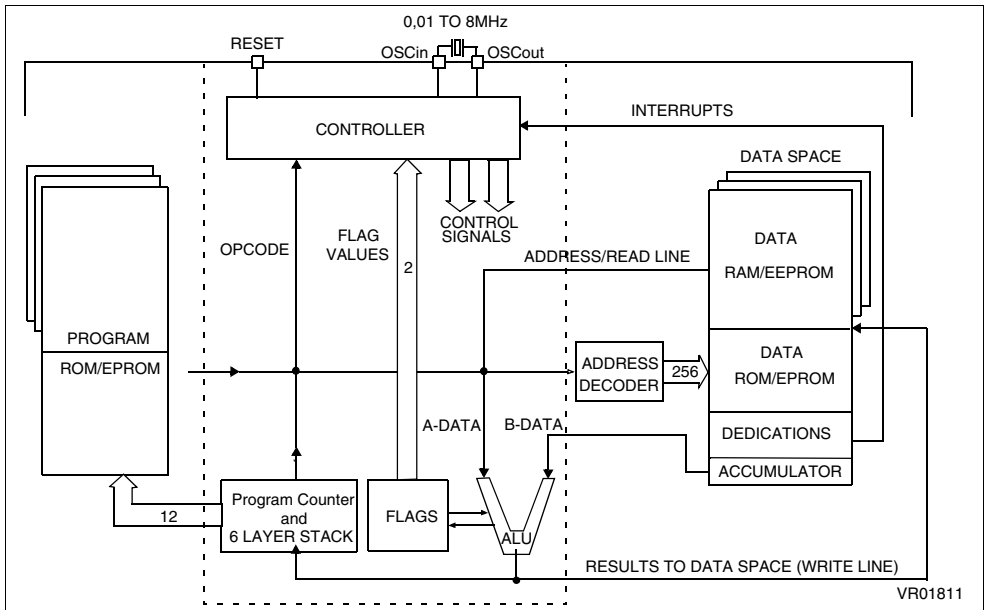 0,01 TO 8MHz
RESET
OSCin
OSCout
INTERRUPTS
CONTROLLER
DATA SPACE
CONTROL
SIGNALS
OPCODE
FLAG
VALUES
2
ADDRESS/READ LINE
DATA
RAM/EEPROM
PROGRAM
ROM/EPROM
ADDRESS
DECODER
256
DATA
ROM/EPROM
A-DATA
B-DATA
DEDICATIONS
ACCUMULATOR
12
Program Counter
and
6 LAYER STACK
FLAGS
ALU
RESULTS TO DATA SPACE (WRITE LINE)
VR01811